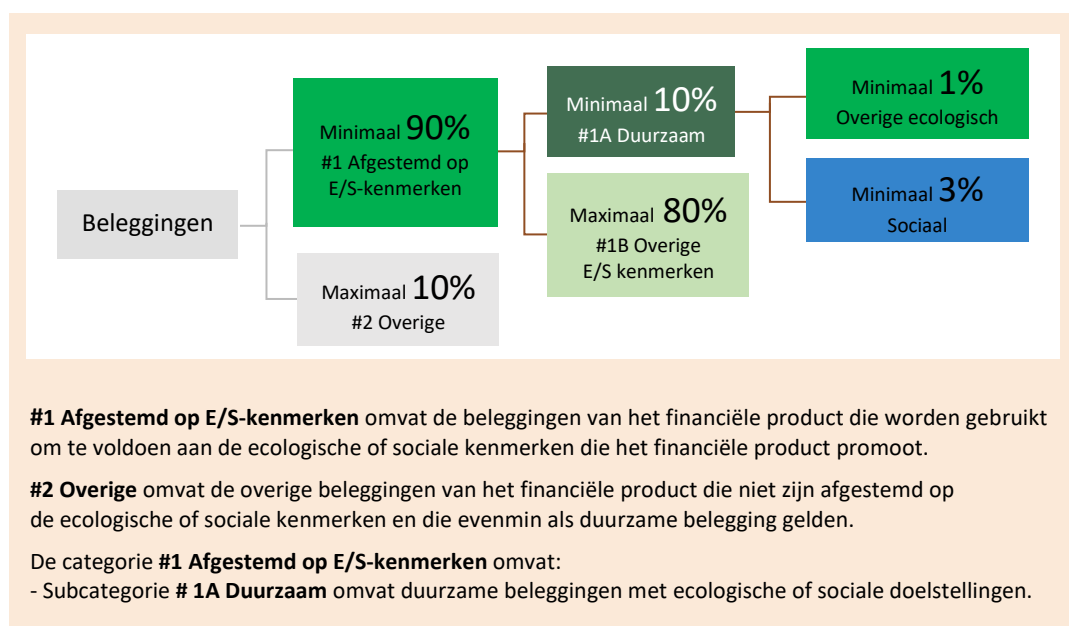 Beleggingen
Minimaal 90%
#1 Afgestemd op
E/S-kenmerken
Maximaal 10%
#2 Overige
Minimaal 10%
#1A Duurzaam
Maximaal 80%
#1B Overige
E/S kenmerken
Minimaal 1%
Overige ecologisch
Minimaal 3%
Sociaal
#1 Afgestemd op E/S-kenmerken omvat de beleggingen van het financiële product die worden gebruikt
om te voldoen aan de ecologische of sociale kenmerken die het financiële product promoot.
#2 Overige omvat de overige beleggingen van het financiële product die niet zijn afgestemd op
de ecologische of sociale kenmerken en die evenmin als duurzame belegging gelden.
De categorie #1 Afgestemd op E/S-kenmerken omvat:
- Subcategorie # 1A Duurzaam omvat duurzame beleggingen met ecologische of sociale doelstellingen.